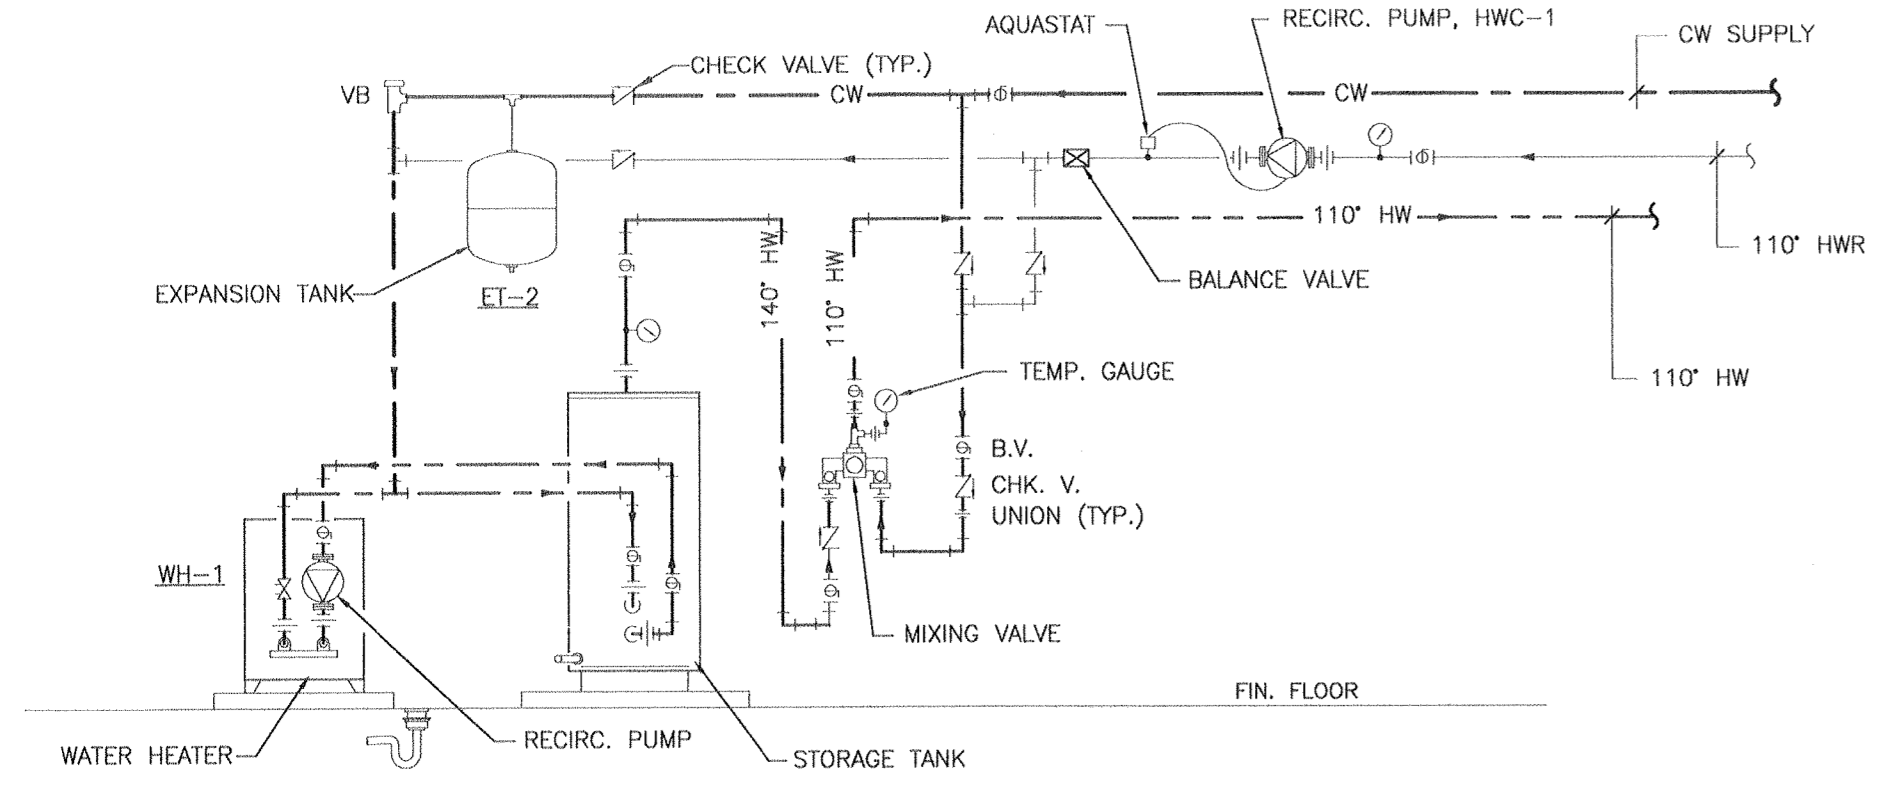 RECIRC. PUMP, HWC-1
AQUASTAT
CW SUPPLY
CHECK VALVE (TYP.)
VB
CW
CW
110° HW
110° HWR
EXPANSION TANK
ET-2
140° HW
110° HW
BALANCE VALVE
TEMP. GAUGE
110° HW
B.V.
CHK. V.
UNION (TYP.)
WH-1
MIXING VALVE
FIN. FLOOR
RECIRC. PUMP
WATER HEATER
STORAGE TANK